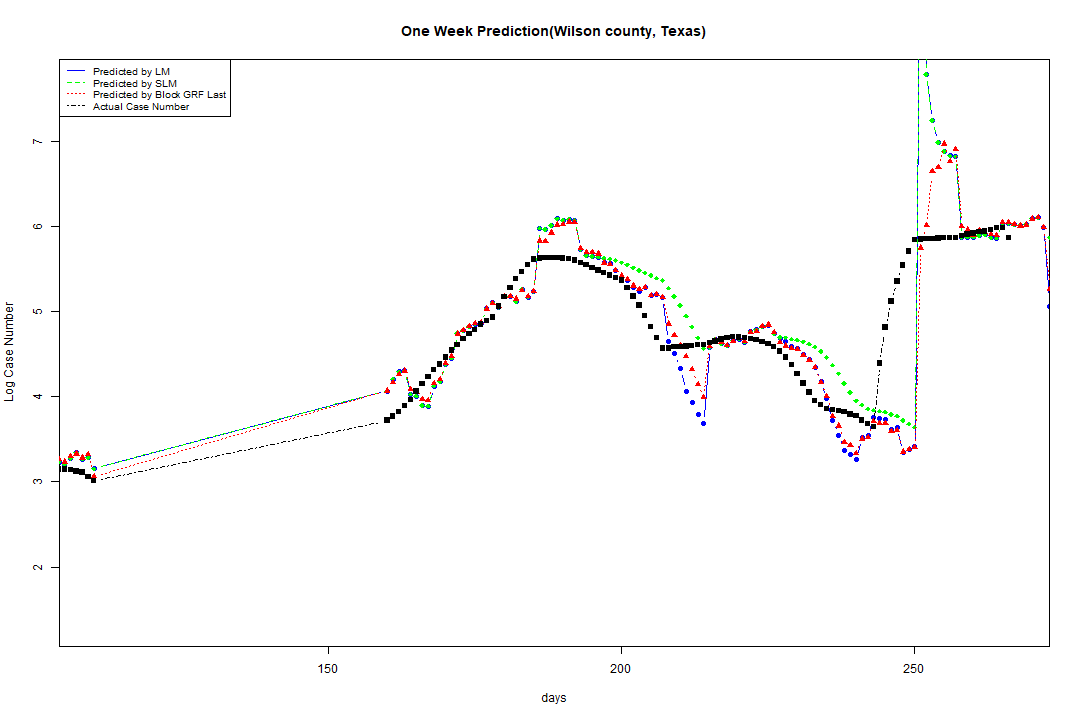 One Week Prediction(Wilson county, Texas)
Predicted by LM
Predicted by SLM
Predicted by Block GRF Last
Actual Case Number
7
6
5
4
3
2
Log Case Number
150
200
250
days